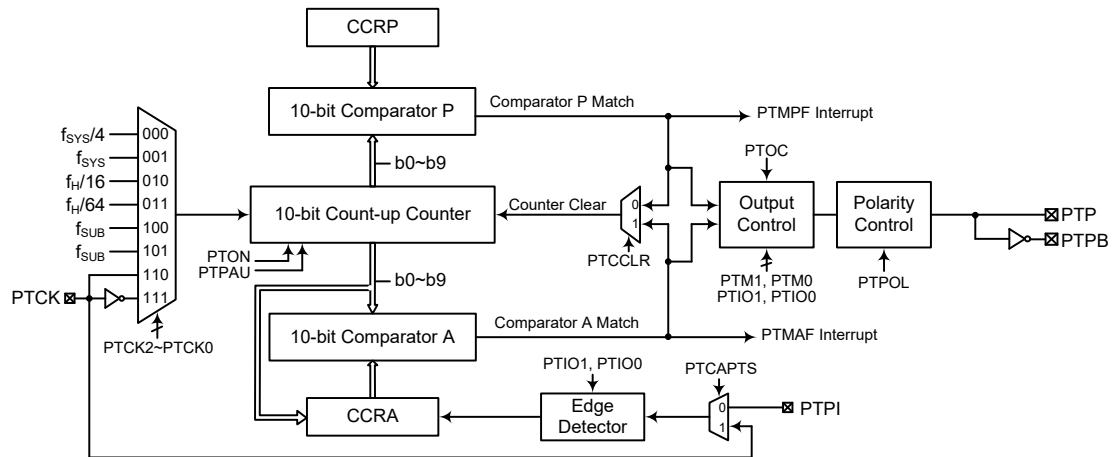 CCRP
10-bit Comparator P
Comparator P Match
PTMPF Interrupt
fSYS/4
000
fSYS
001
fH/16
010
fH/64
011
fSUB
100
fSUB
101
110
111
PTCK
PTCK2~PTCK0
b0~b9
10-bit Count-up Counter
Counter Clear
0
1
PTCCLR
PTON
PTPAU
b0~b9
PTOC
Output
Control
PTM1, PTM0
PTIO1, PTIO0
Polarity
Control
PTPOL
PTP
PTPB
10-bit Comparator A
Comparator A Match
PTMAF Interrupt
CCRA
PTIO1, PTIO0
Edge
Detector
PTCAPTS
0
1
PTPI